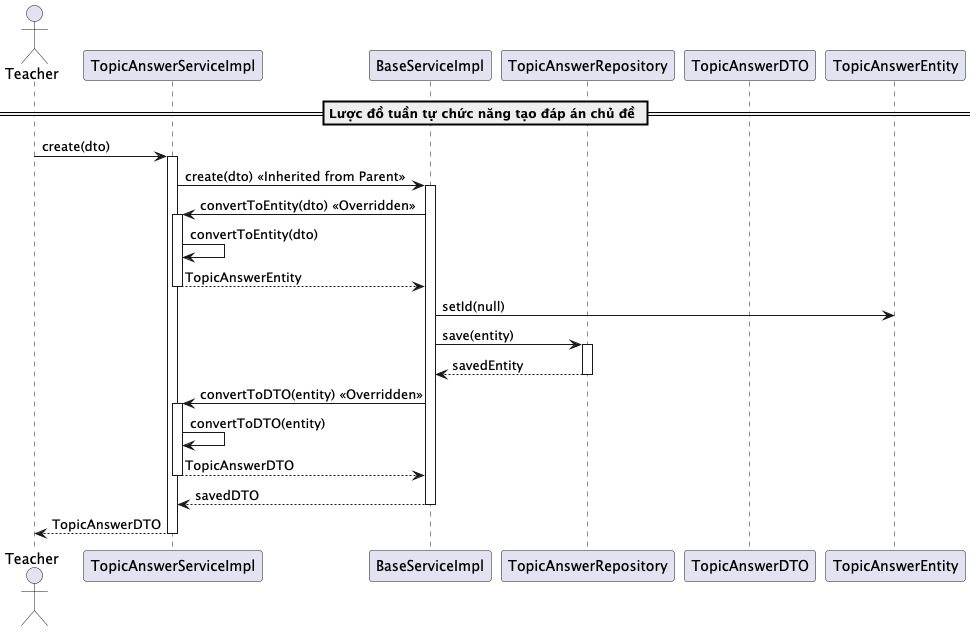 Teacher
TopicAnswerServiceImpl
BaseServiceImpl
TopicAnswerRepository
TopicAnswerDTO
TopicAnswerEntity
Lược đồ tuần tự chức năng tạo đáp án chủ đề
create(dto)
create(dto) «Inherited from Parent»
convertToEntity(dto) «Overridden»
convertToEntity(dto)
TopicAnswerEntity
setId(null)
save(entity)
savedEntity
convertToDTO(entity) «Overridden»
convertToDTO(entity)
TopicAnswerDTO
savedDTO
TopicAnswerDTO
Teacher
TopicAnswerServiceImpl
BaseServiceImpl
TopicAnswerRepository
TopicAnswerDTO
TopicAnswerEntity